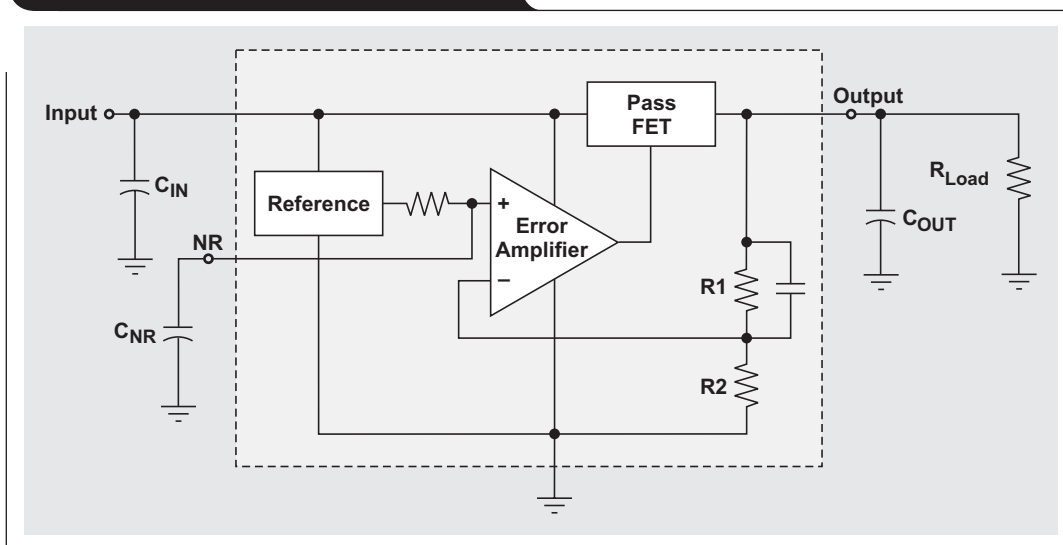 Input
Pass
FET
Output
C_IN
Reference
+
Error
Amplifier
−
R_Load
C_OUT
NR
R1
C_NR
R2